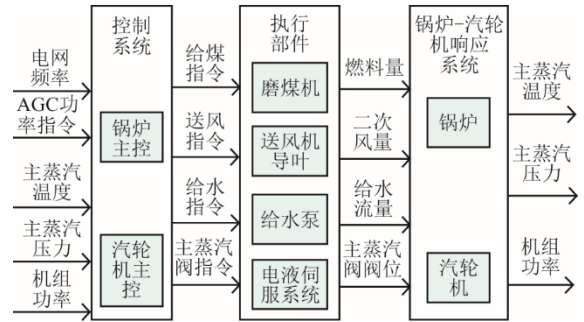 电网
频率
AGC功
率指令
主蒸汽
温度
主蒸汽
压力
机组
功率
控制
系统
锅炉
主控
汽轮
机主
控
给煤
指令
送风
指令
给水
指令
主蒸汽
阀指令
执行
部件
磨煤机
送风机
导叶
给水泵
电液伺
服系统
燃料量
二次
风量
给水
流量
主蒸汽
阀阀位
锅炉-汽轮
机响应
系统
锅炉
汽轮
机
主蒸汽
温度
主蒸汽
压力
机组
功率